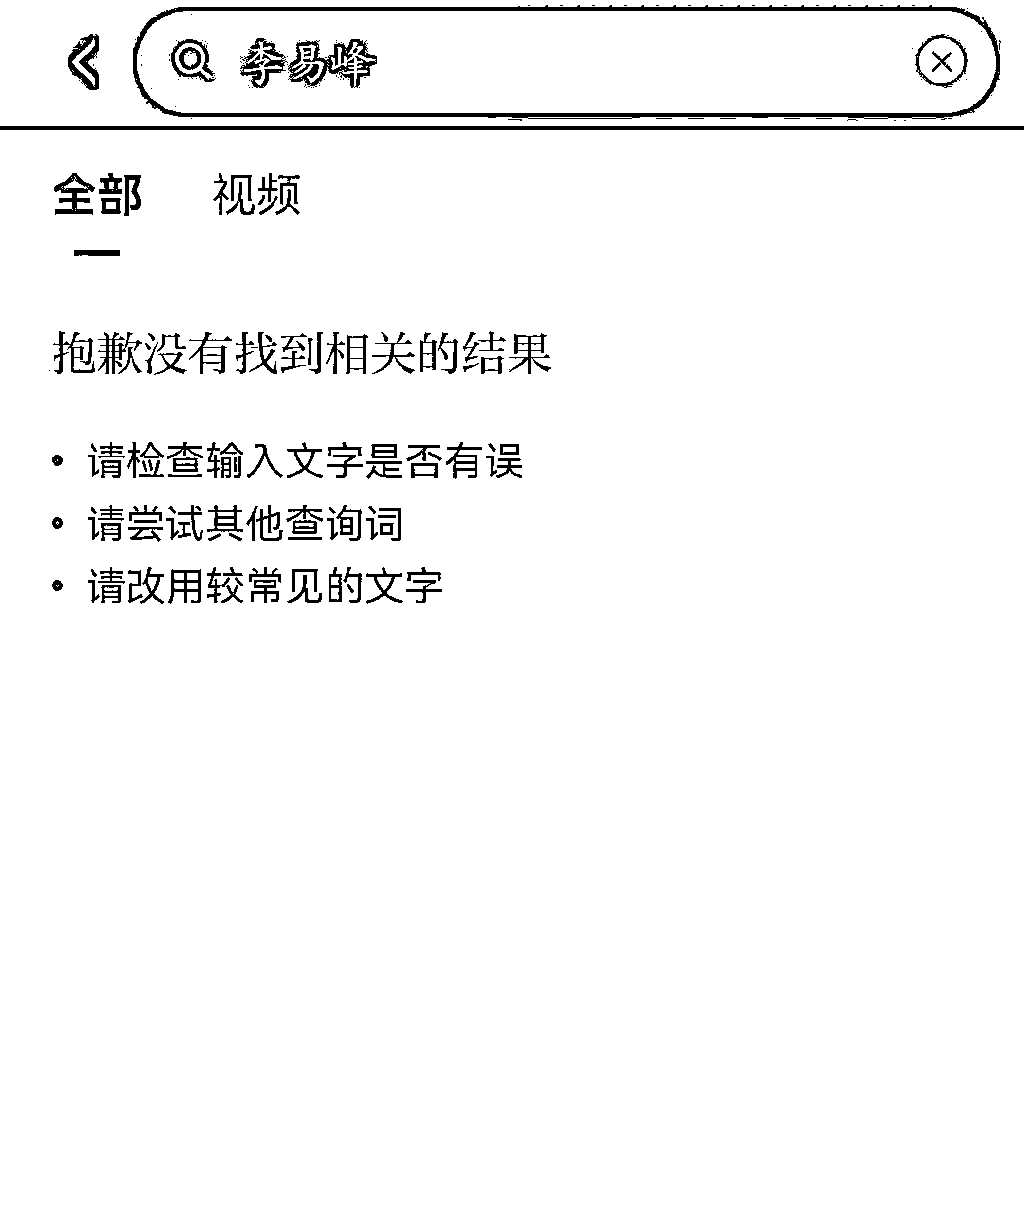 李易峰
全部 视频
抱歉没有找到相关的结果
• 请检查输入文字是否有误
• 请尝试其他查询词
• 请改用较常见的文字